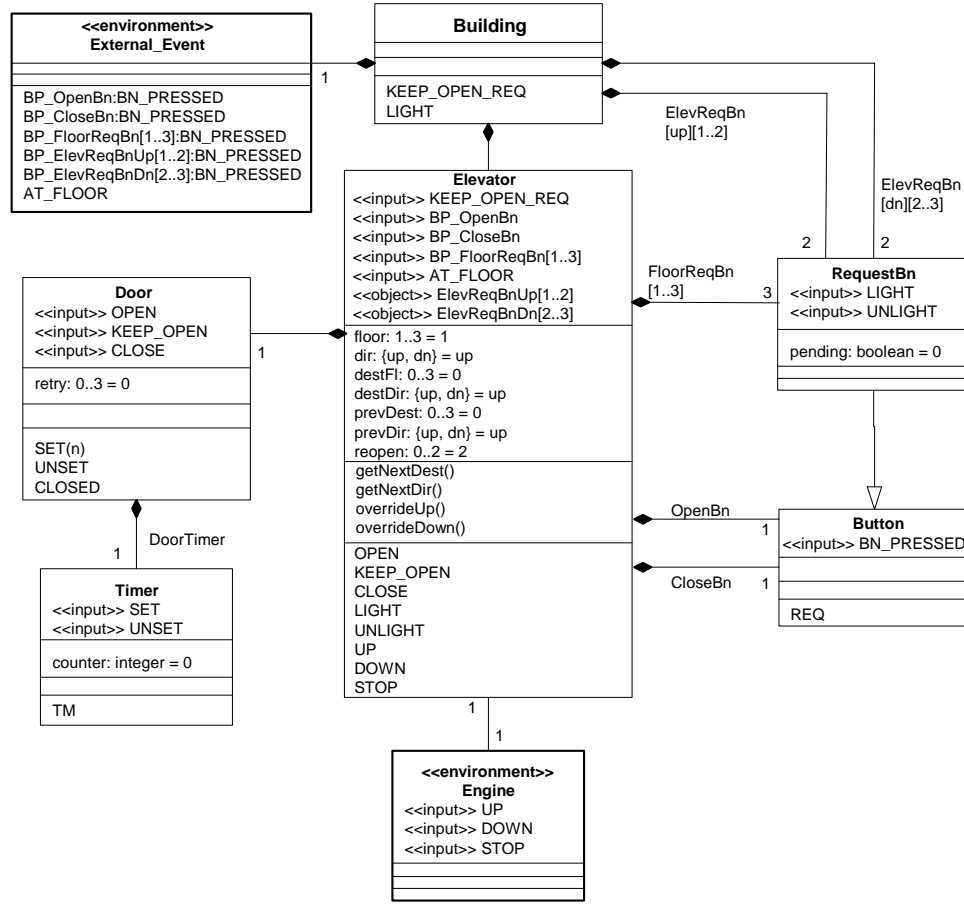 <<environment>>
External_Event
BP_OpenBn:BN_PRESSED
BP_CloseBn:BN_PRESSED
BP_FloorReqBn[1..3]:BN_PRESSED
BP_ElevReqBnUp[1..2]:BN_PRESSED
BP_ElevReqBnDn[2..3]:BN_PRESSED
AT_FLOOR
1
Building
KEEP_OPEN_REQ
LIGHT
ElevReqBn
[up][1..2]
ElevReqBn
[dn][2..3]
2
2
Elevator
<<input>> KEEP_OPEN_REQ
<<input>> BP_OpenBn
<<input>> BP_CloseBn
<<input>> BP_FloorReqBn[1..3]
<<input>> AT_FLOOR
<<object>> ElevReqBnUp[1..2]
<<object>> ElevReqBnDn[2..3]
floor: 1..3 = 1
dir: {up, dn} = up
destFl: 0..3 = 0
destDir: {up, dn} = up
prevDest: 0..3 = 0
prevDir: {up, dn} = up
reopen: 0..2 = 2
getNextDest()
getNextDir()
overrideUp()
overrideDown()
OPEN
KEEP_OPEN
CLOSE
LIGHT
UNLIGHT
UP
DOWN
STOP
FloorReqBn
[1..3]
3
RequestBn
<<input>> LIGHT
<<input>> UNLIGHT
pending: boolean = 0
Door
<<input>> OPEN
<<input>> KEEP_OPEN
<<input>> CLOSE
retry: 0..3 = 0
SET(n)
UNSET
CLOSED
1
DoorTimer
1
Timer
<<input>> SET
<<input>> UNSET
counter: integer = 0
TM
OpenBn
1
CloseBn
1
Button
<<input>> BN_PRESSED
REQ
1
1
<<environment>>
Engine
<<input>> UP
<<input>> DOWN
<<input>> STOP